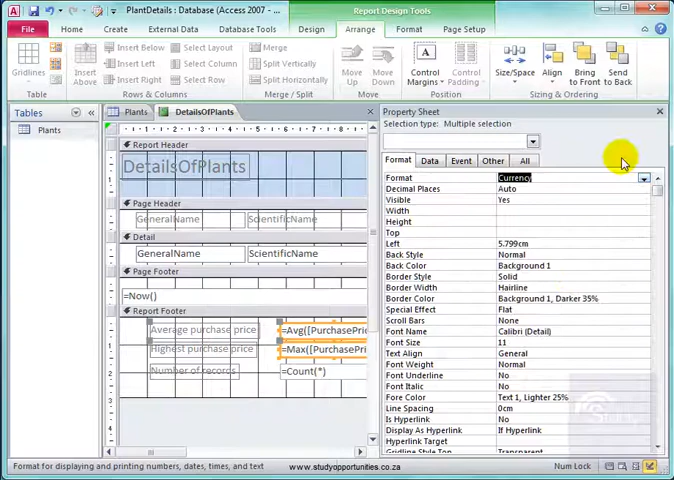 PlantDetails : Database (Access 2007 - ...
Report Design Tools
File Home Create External Data Database Tools Design Arrange Format Page Setup
Gridlines
Insert Above
Insert Below
Insert Left
Insert Right
Select Layout
Select Column
Select Row
Merge
Split Vertically
Split Horizontally
Move Up
Move Down
Control Margins
Control Padding
Size/Space
Align
Bring to Front
Send to Back
Rows & Columns
Merge / Split
Move
Position
Sizing & Ordering
Tables
Plants
Plants
DetailsOfPlants
Report Header
DetailsOfPlants
Page Header
GeneralName ScientificName
Detail
GeneralName ScientificName
Page Footer
=Now()
Report Footer
Average purchase price =Avg([PurchasePri
Highest purchase price =Max([PurchasePri
Number of records =Count(*)
Property Sheet
Selection type: Multiple selection
Format Data Event Other All
Format Currency
Decimal Places Auto
Visible Yes
Width
Height
Top
Left 5.799cm
Back Style Normal
Back Color Background 1
Border Style Solid
Border Width Hairline
Border Color Background 1, Darker 35%
Special Effect Flat
Scroll Bars None
Font Name Calibri (Detail)
Font Size 11
Text Align General
Font Weight Normal
Font Underline No
Font Italic No
Fore Color Text 1, Lighter 25%
Line Spacing 0cm
Is Hyperlink No
Display As Hyperlink If Hyperlink
Hyperlink Target
Gridline Style Top Transparent
Format for displaying and printing numbers, dates, times, and text
www.studyopportunities.co.za
Num Lock